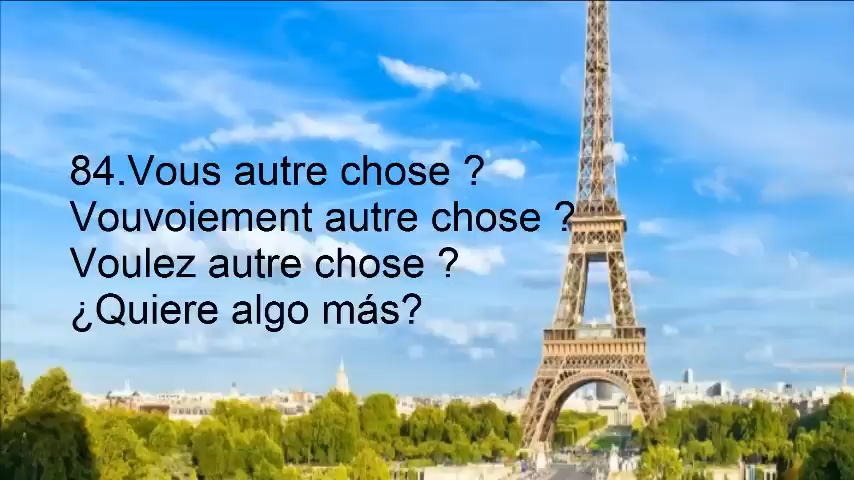 84.Vous autre chose ?
Vouvoiement autre chose ?
Voulez autre chose ?
¿Quiere algo más?